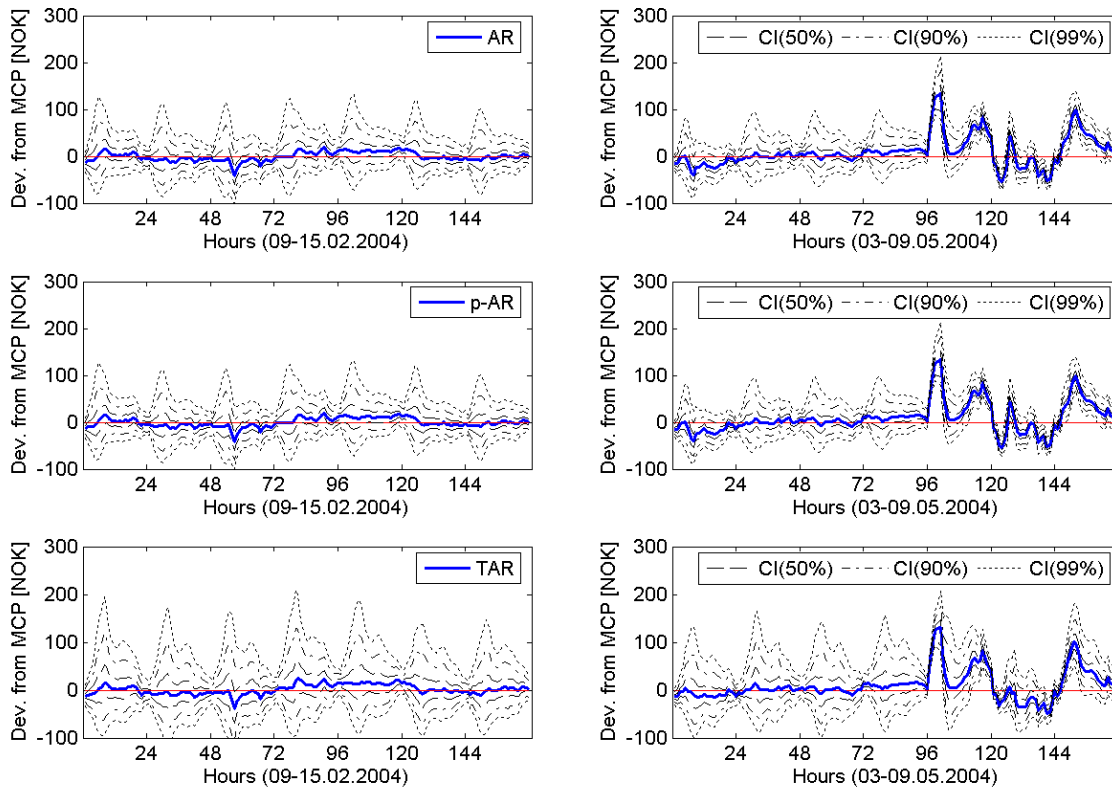 Dev. from MCP [NOK]
300
200
100
0
-100
AR
24 48 72 96 120 144
Hours (09-15.02.2004)
Dev. from MCP [NOK]
300
200
100
0
-100
CI(50%) CI(90%) CI(99%)
24 48 72 96 120 144
Hours (03-09.05.2004)
Dev. from MCP [NOK]
300
200
100
0
-100
p-AR
24 48 72 96 120 144
Hours (09-15.02.2004)
Dev. from MCP [NOK]
300
200
100
0
-100
CI(50%) CI(90%) CI(99%)
24 48 72 96 120 144
Hours (03-09.05.2004)
Dev. from MCP [NOK]
300
200
100
0
-100
TAR
24 48 72 96 120 144
Hours (09-15.02.2004)
Dev. from MCP [NOK]
300
200
100
0
-100
CI(50%) CI(90%) CI(99%)
24 48 72 96 120 144
Hours (03-09.05.2004)